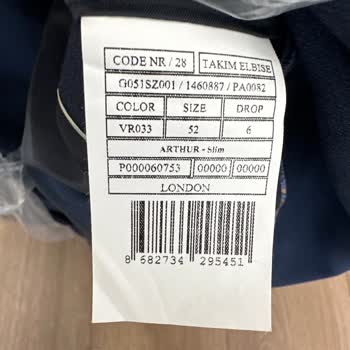 CODE NR / 28 TAKIM ELBISE
G051SZ001 / 1460887 / PA0082
COLOR SIZE DROP
VR033 52 6
ARTHUR - Slim
P000060753 00000 00000
LONDON
8 682734 295451